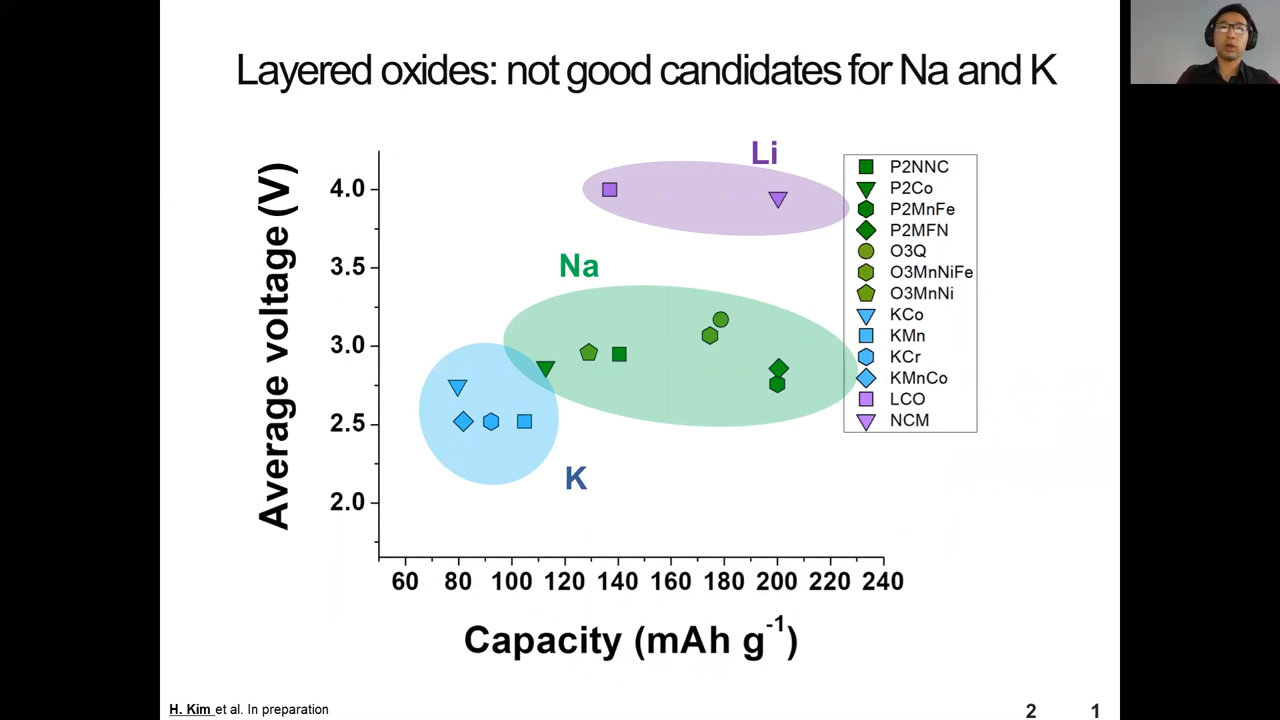 Layered oxides: not good candidates for Na and K
Li
Na
K
Average voltage (V)
4.0
3.5
3.0
2.5
2.0
60 80 100 120 140 160 180 200 220 240
Capacity (mAh g⁻¹)
P2NNC
P2Co
P2MnFe
P2MFN
O3Q
O3MnNiFe
O3MnNi
KCo
KMn
KCr
KMnCo
LCO
NCM
H. Kim et al. In preparation
2 1